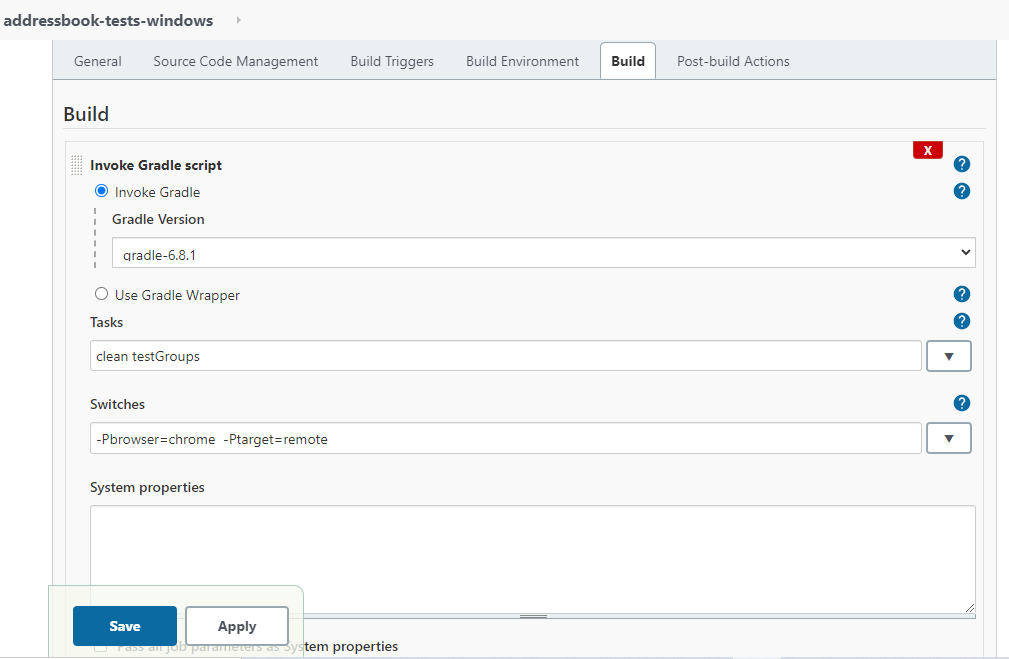 addressbook-tests-windows
General Source Code Management Build Triggers Build Environment Build Post-build Actions
Build
X
Invoke Gradle script ?
Invoke Gradle ?
Gradle Version
gradle-6.8.1
Use Gradle Wrapper ?
Tasks ?
clean testGroups
Switches ?
-Pbrowser=chrome -Ptarget=remote
System properties
Save Apply
Pass all job parameters as System properties